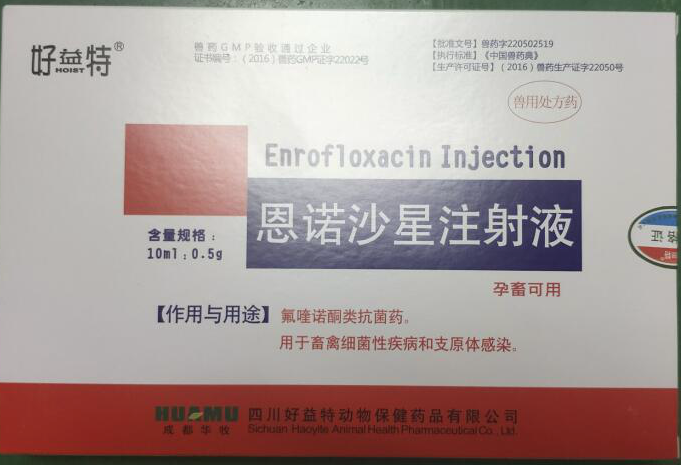 好益特®
HOIST
兽药GMP验收通过企业
证书编号：（2016）兽药GMP证字22022号
【批准文号】兽药字220502519
【执行标准】《中国兽药典》
【生产许可证号】（2016）兽药生产证字22050号
兽用处方药
Enrofloxacin Injection
恩诺沙星注射液
含量规格：
10ml：0.5g
孕畜可用
【作用与用途】氟喹诺酮类抗菌药。
用于畜禽细菌性疾病和支原体感染。
格证
HUAMU
成都华牧
四川好益特动物保健药品有限公司
Sichuan Haoyite Animal Health Pharmaceutical Co., Ltd.